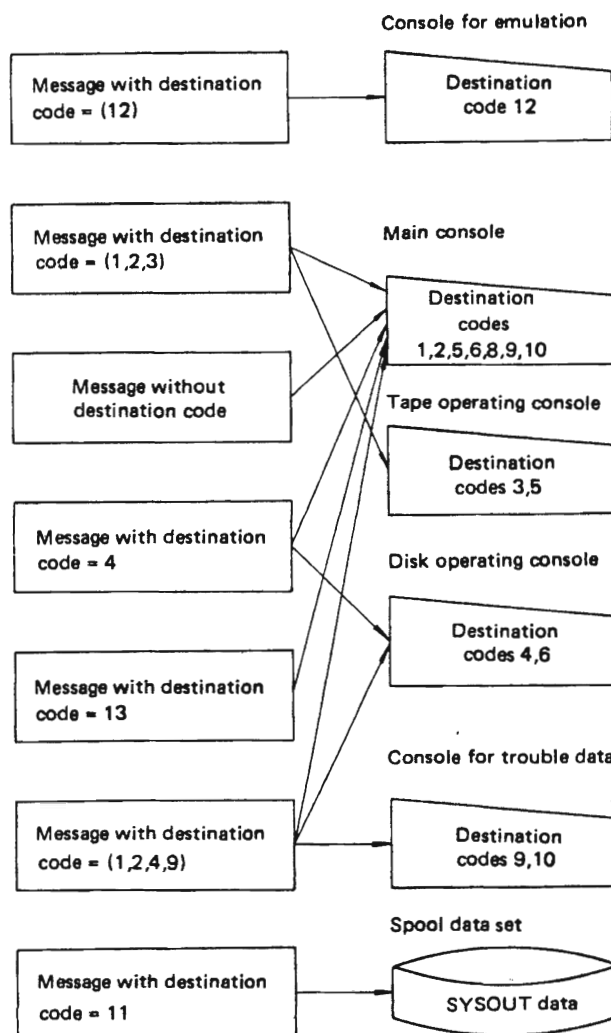 Console for emulation
Message with destination
code = (12)
Destination
code 12
Message with destination
code = (1,2,3)
Main console
Destination
codes
1,2,5,6,8,9,10
Message without
destination code
Tape operating console
Destination
codes 3,5
Message with destination
code = 4
Disk operating console
Destination
codes 4,6
Message with destination
code = 13
Console for trouble data
Message with destination
code = (1,2,4,9)
Destination
codes 9,10
Spool data set
Message with destination
code = 11
SYSOUT data